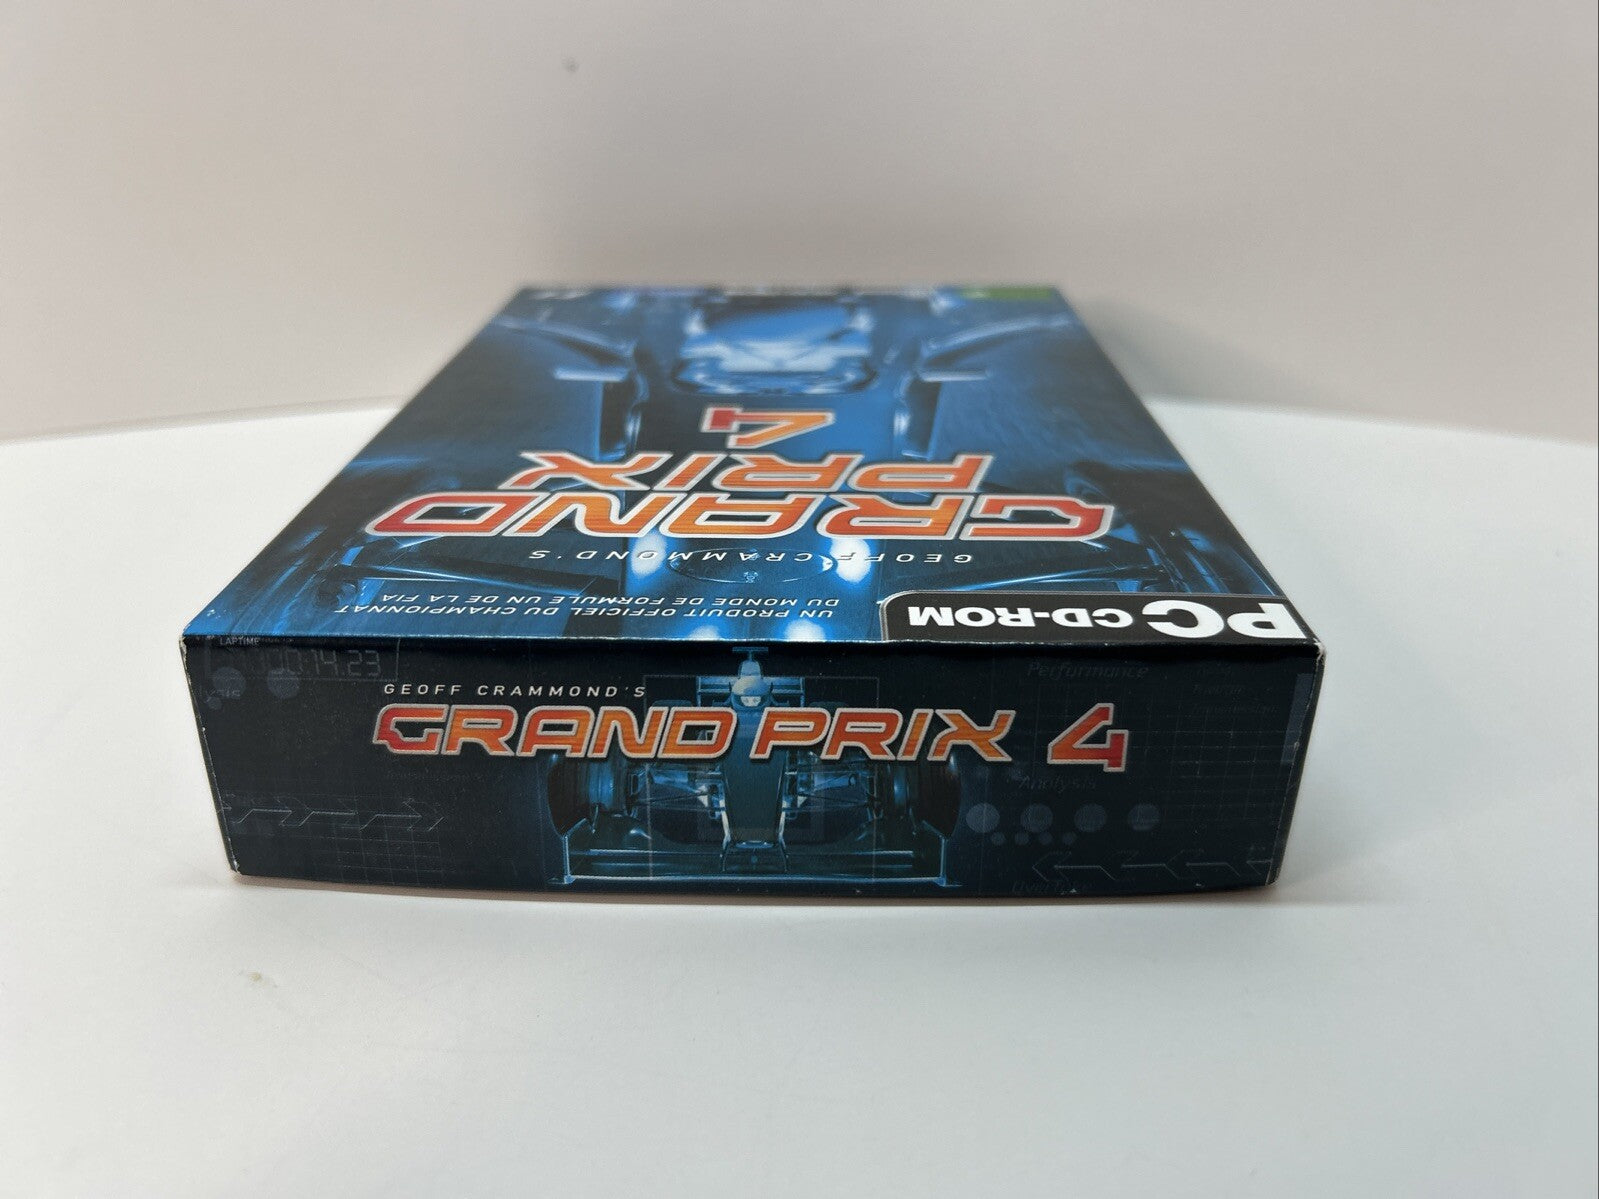 PC CD-ROM
UN PRODUIT OFFICIEL DU CHAMPIONNAT
DU MONDE DE FORMULE UN DE LA FIA
GEOFF CRAMMOND'S
GRAND
PRIX
4
LAPTIME
00.14.23
GEOFF CRAMMOND'S
GRAND PRIX 4
Performance
Analysis